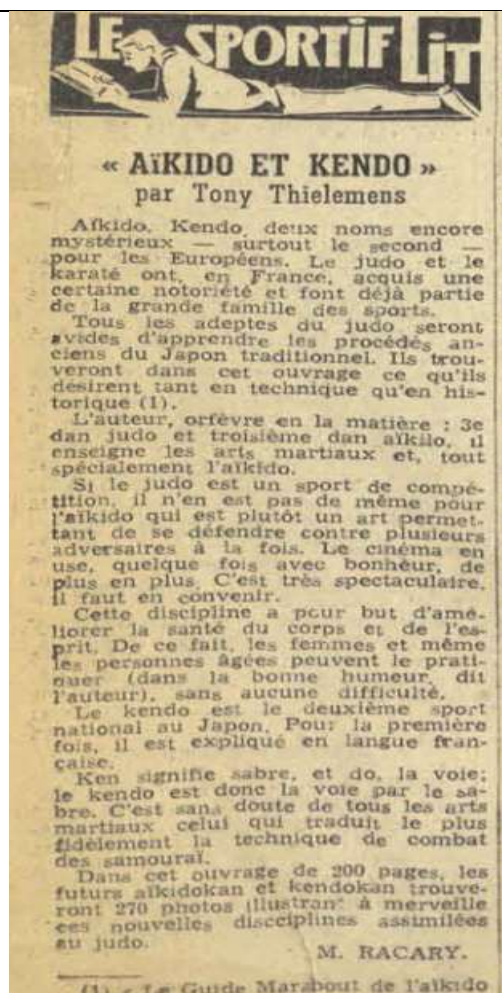 LE SPORTIF LIT
« AïKIDO ET KENDO »
par Tony Thielemens
Aïkido, Kendo, deux noms encore
mystérieux — surtout le second —
pour les Européens. Le judo et le
karaté ont, en France, acquis une
certaine notoriété et font déjà partie
de la grande famille des sports.
Tous les adeptes du judo seront
avides d'apprendre les procédés an-
ciens du Japon traditionnel. Ils trou-
veront dans cet ouvrage ce qu'ils
désirent tant en technique qu'en his-
torique (1).
L'auteur, orfèvre en la matière : 3e
dan judo et troisième dan aïkilo, il
enseigne les arts martiaux et, tout
spécialement l'aïkido.
Si le judo est un sport de compé-
tition, il n'en est pas de même pour
l'aïkido qui est plutôt un art permet-
tant de se défendre contre plusieurs
adversaires à la fois. Le cinéma en
use, quelque fois avec bonheur, de
plus en plus. C'est très spectaculaire,
il faut en convenir.
Cette discipline a pour but d'amé-
liorer la santé du corps et de l'es-
prit. De ce fait, les femmes et même
les personnes âgées peuvent le prati-
quer (dans la bonne humeur, dit
l'auteur), sans aucune difficulté.
Le kendo est le deuxième sport
national au Japon. Pour la première
fois, il est expliqué en langue fran-
çaise.
Ken signifie sabre, et do, la voie;
le kendo est donc la voie par le sa-
bre. C'est sans doute de tous les arts
martiaux celui qui traduit le plus
fidèlement la technique de combat
des samouraï.
Dans cet ouvrage de 200 pages, les
futurs aïkidokan et kendokan trouve-
ront 270 photos illustrant à merveille
ces nouvelles discciplines assimilées
au judo.
M. RACARY.
(1) « Le Guide Marabout de l'aïkido